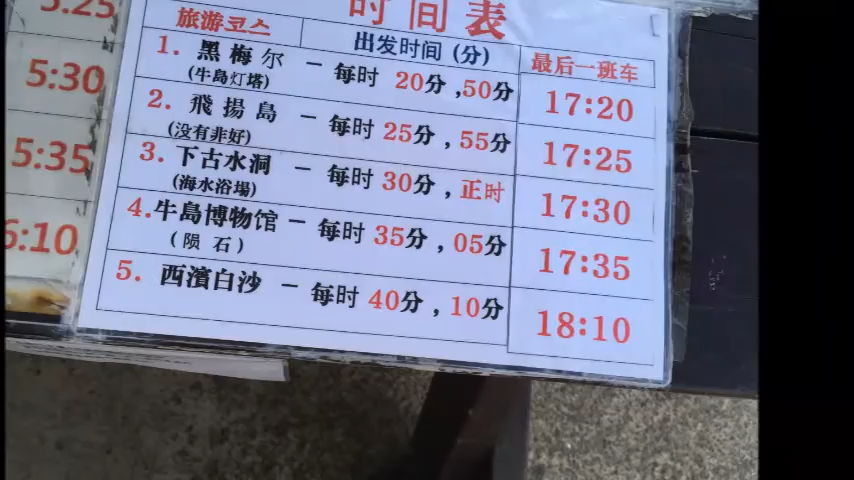 时间表
旅游코스 出发时间 (分) 最后一班车
1. 黑梅尔 - 每时 20分 ,50分 17:20
(牛島灯塔)
2. 飛揚島 - 每时 25分 , 55分 17:25
(没有非好)
3. 下古水洞 - 每时 30分 , 正时 17:30
(海水浴場)
4. 牛島博物馆 - 每时 35分 , 05分 17:35
(陨石)
5. 西濱白沙 - 每时 40分 , 10分 18:10
5:25
5:30
5:35
6:10